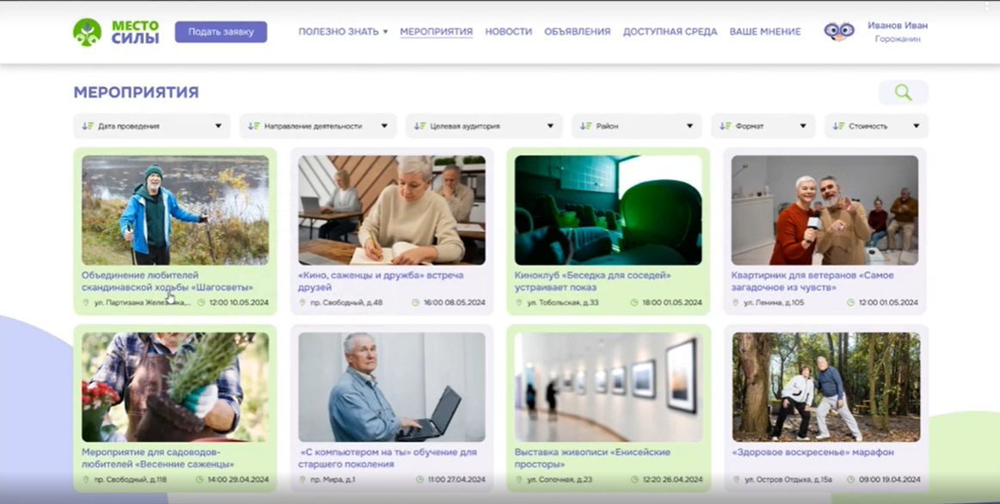 МЕСТО
СИЛЫ
Подать заявку
ПОЛЕЗНО ЗНАТЬ
МЕРОПРИЯТИЯ
НОВОСТИ
ОБЪЯВЛЕНИЯ
ДОСТУПНАЯ СРЕДА
ВАШЕ МНЕНИЕ
Иванов Иван
Горожанин
МЕРОПРИЯТИЯ
Дата проведения
Направление деятельности
Целевая аудитория
Район
Формат
Стоимость
Объединение любителей
скандинавской ходьбы «Шагосветы»
ул. Партизана Железняка,...
12:00 10.05.2024
«Кино, саженцы и дружба» встреча
друзей
пр. Свободный, д.48
16:00 08.05.2024
Киноклуб «Беседка для соседей»
устраивает показ
ул. Тобольская, д.33
18:00 01.05.2024
Квартирник для ветеранов «Самое
загадочное из чувств»
ул. Ленина, д.105
12:00 01.05.2024
Мероприятие для садоводов-
любителей «Весенние саженцы»
пр. Свободный, д.118
14:00 29.04.2024
«С компьютером на ты» обучение для
старшего поколения
пр. Мира, д.1
11:00 27.04.2024
Выставка живописи «Енисейские
просторы»
ул. Сопочная, д.23
12:20 26.04.2024
«Здоровое воскресенье» марафон
ул. Остров Отдыха, д.15а
09:00 19.04.2024